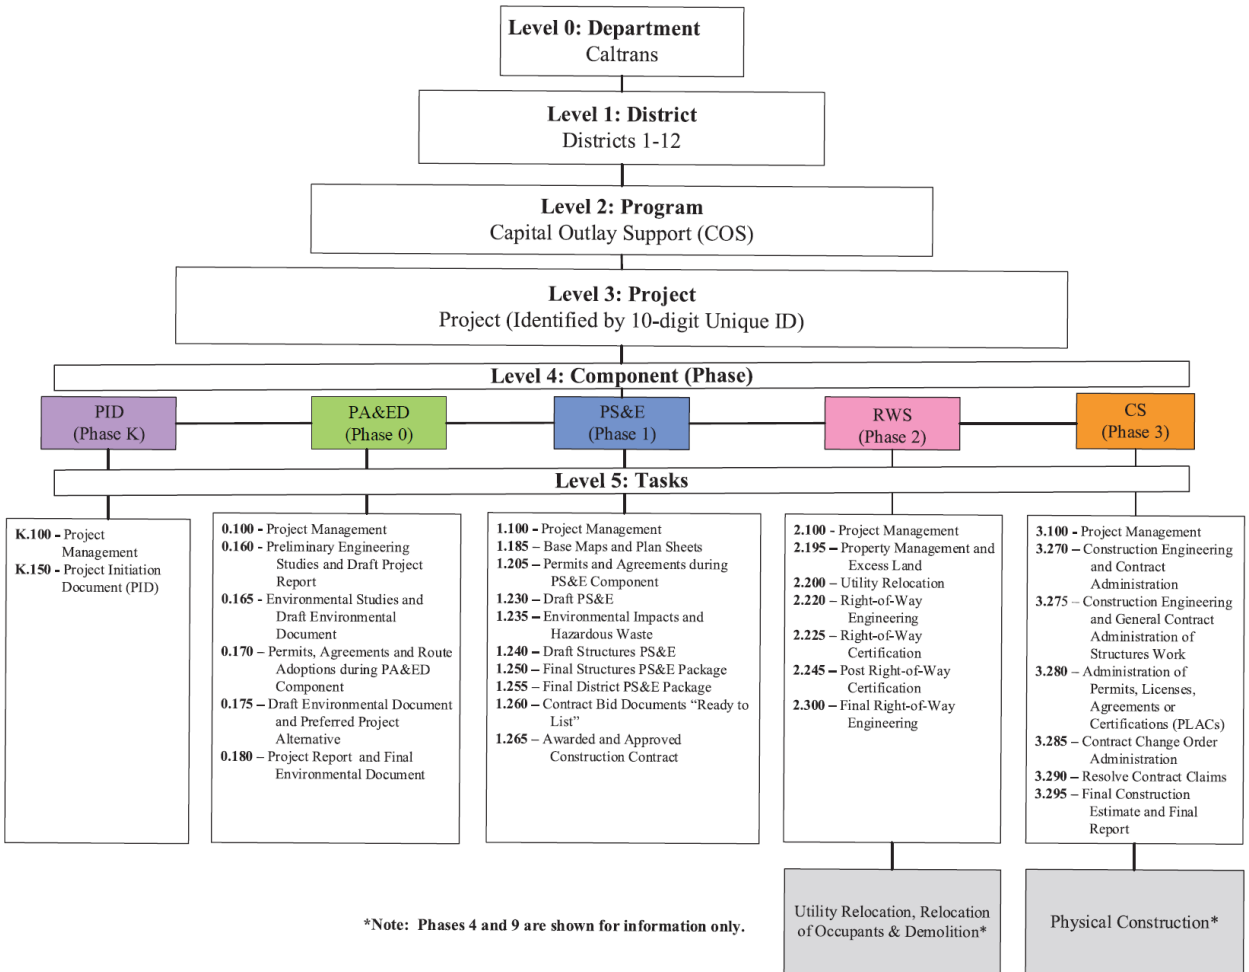 Level 0: Department
Caltrans
Level 1: District
Districts 1-12
Level 2: Program
Capital Outlay Support (COS)
Level 3: Project
Project (Identified by 10-digit Unique ID)
Level 4: Component (Phase)
PID
(Phase K)
PA&ED
(Phase 0)
PS&E
(Phase 1)
RWS
(Phase 2)
CS
(Phase 3)
Level 5: Tasks
K.100 - Project
Management
K.150 - Project Initiation
Document (PID)
0.100 - Project Management
0.160 – Preliminary Engineering
Studies and Draft Project
Report
0.165 - Environmental Studies and
Draft Environmental
Document
0.170 – Permits, Agreements and Route
Adoptions during PA&ED
Component
0.175 – Draft Environmental Document
and Preferred Project
Alternative
0.180 – Project Report and Final
Environmental Document
1.100 - Project Management
1.185 – Base Maps and Plan Sheets
1.205 – Permits and Agreements during
PS&E Component
1.230 – Draft PS&E
1.235 – Environmental Impacts and
Hazardous Waste
1.240 – Draft Structures PS&E
1.250 – Final Structures PS&E Package
1.255 – Final District PS&E Package
1.260 – Contract Bid Documents “Ready to
List”
1.265 – Awarded and Approved
Construction Contract
2.100 - Project Management
2.195 – Property Management and
Excess Land
2.200 – Utility Relocation
2.220 – Right-of-Way
Engineering
2.225 – Right-of-Way
Certification
2.245 – Post Right-of-Way
Certification
2.300 – Final Right-of-Way
Engineering
3.100 - Project Management
3.270 – Construction Engineering
and Contract
Administration
3.275 – Construction Engineering
and General Contract
Administration of
Structures Work
3.280 – Administration of
Permits, Licenses,
Agreements or
Certifications (PLACs)
3.285 – Contract Change Order
Administration
3.290 – Resolve Contract Claims
3.295 – Final Construction
Estimate and Final
Report
*Note: Phases 4 and 9 are shown for information only.
Utility Relocation, Relocation
of Occupants & Demolition*
Physical Construction*